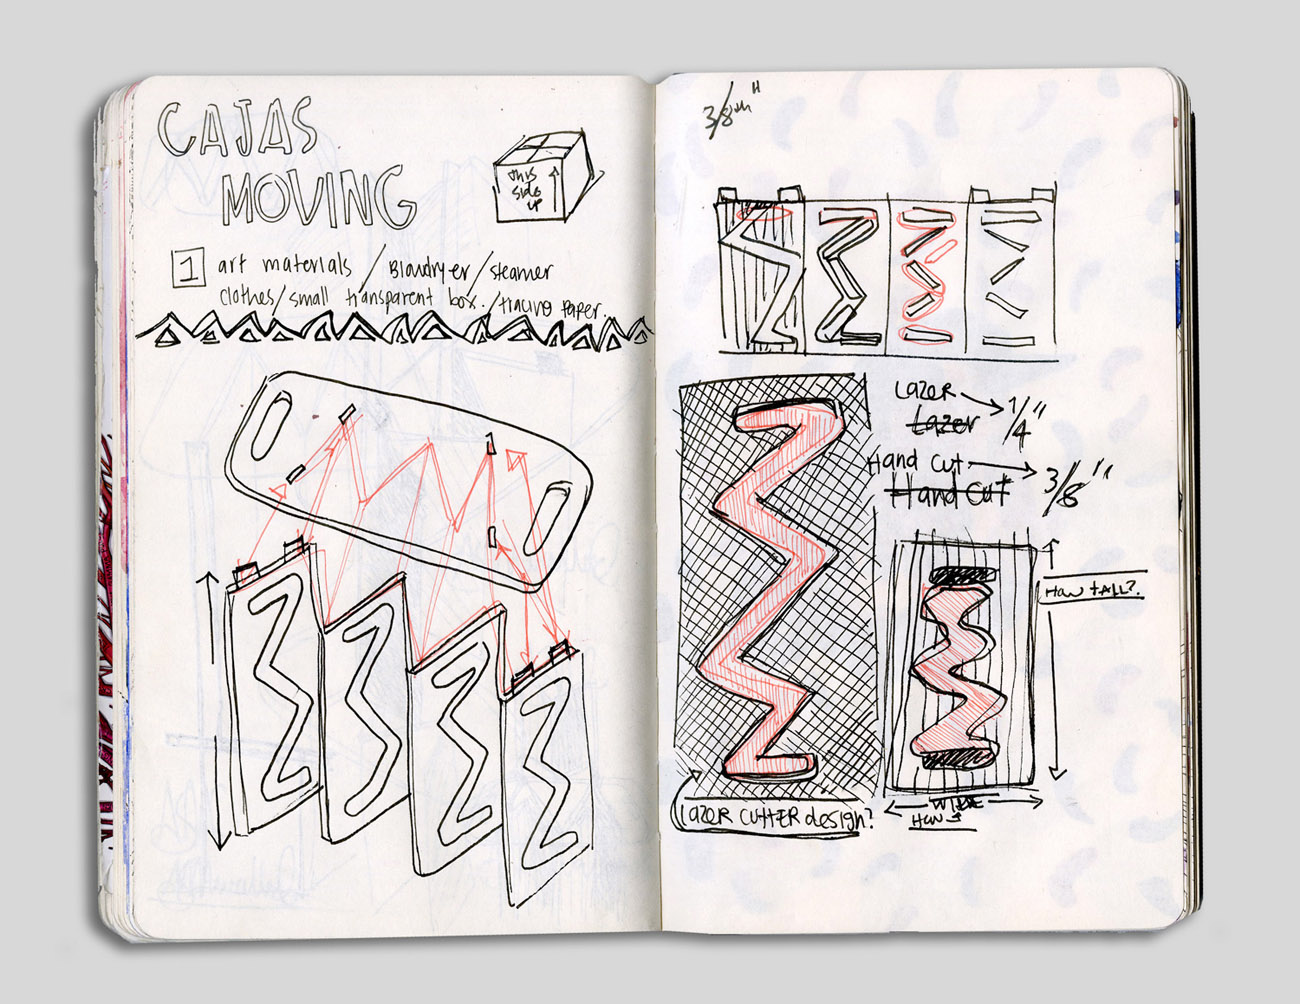 CAJAS
MOVING
this
side
up
1 art materials / Blowdryer / steamer
clothes / small transparent box. / tracing paper.
3/8th"
LAZER
Lazer
1/4"
Hand Cut
Hand Cut
3/8"
How tALL?
WIDE
How
LAZER CUTTER design?